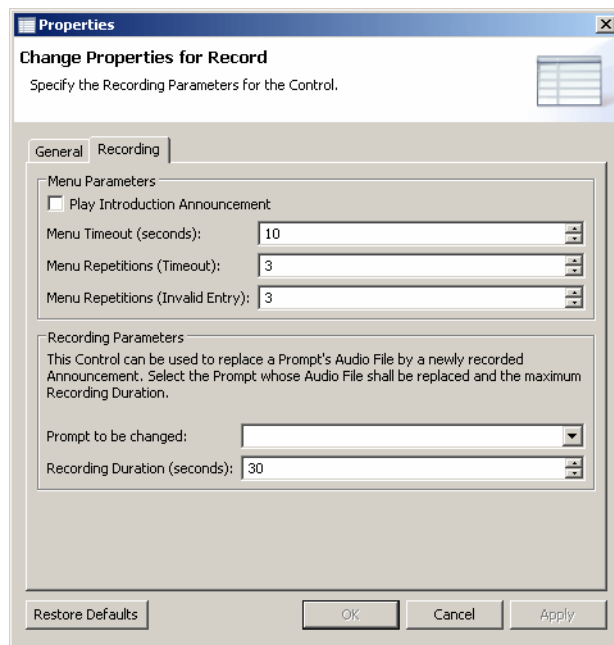 Properties
Change Properties for Record
Specify the Recording Parameters for the Control.
General
Recording
Menu Parameters
Play Introduction Announcement
Menu Timeout (seconds):
10
Menu Repetitions (Timeout):
3
Menu Repetitions (Invalid Entry):
3
Recording Parameters
This Control can be used to replace a Prompt's Audio File by a newly recorded
Announcement. Select the Prompt whose Audio File shall be replaced and the maximum
Recording Duration.
Prompt to be changed:
Recording Duration (seconds):
30
Restore Defaults
OK
Cancel
Apply